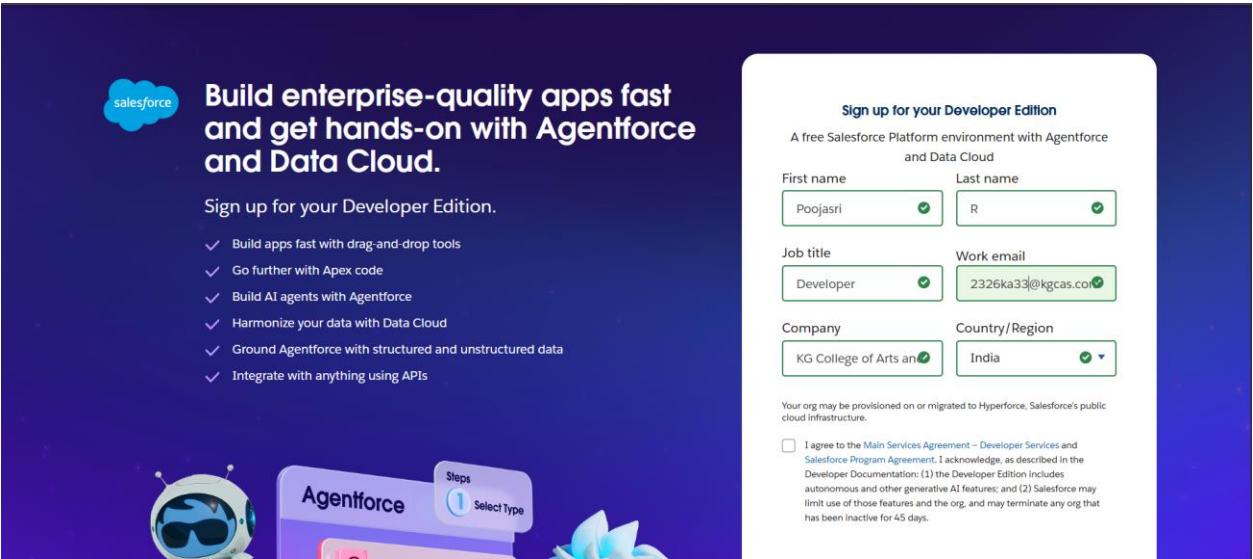 salesforce
Build enterprise-quality apps fast
and get hands-on with Agentforce
and Data Cloud.
Sign up for your Developer Edition.
Build apps fast with drag-and-drop tools
Go further with Apex code
Build AI agents with Agentforce
Harmonize your data with Data Cloud
Ground Agentforce with structured and unstructured data
Integrate with anything using APIs
Agentforce
Steps
1
Select Type
Sign up for your Developer Edition
A free Salesforce Platform environment with Agentforce
and Data Cloud
First name
Last name
Poojasri
R
Job title
Work email
Developer
2326ka33@kgcas.com
Company
Country/Region
KG College of Arts an
India
Your org may be provisioned on or migrated to Hyperforce, Salesforce's public
cloud infrastructure.
I agree to the Main Services Agreement – Developer Services and
Salesforce Program Agreement. I acknowledge, as described in the
Developer Documentation: (1) the Developer Edition includes
autonomous and other generative AI features; and (2) Salesforce may
limit use of those features and the org, and may terminate any org that
has been inactive for 45 days.